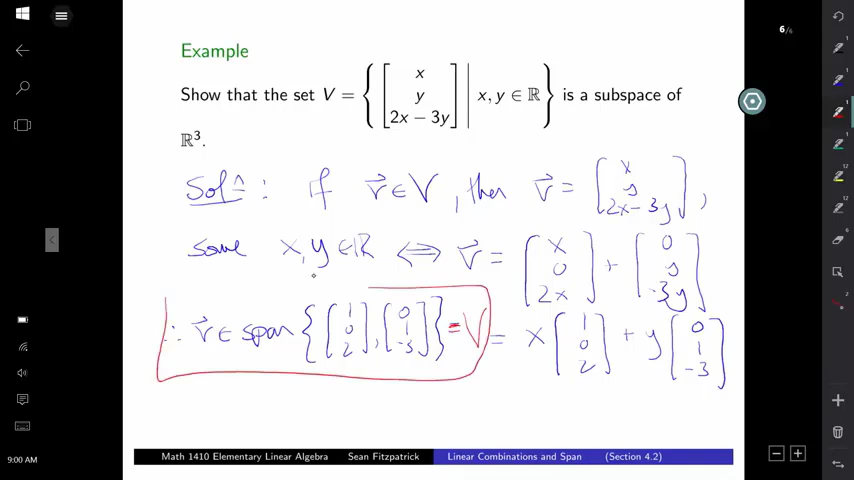 6/6
Example
Show that the set V = { [ x y 2x − 3y ] | x, y ∈ ℝ } is a subspace of
ℝ³.
Solⁿ : If v⃗ ∈ V, then v⃗ = [ x y 2x-3y ],
some x, y ∈ ℝ ⟺ v⃗ = [ x 0 2x ] + [ 0 y -3y ]
∴ v⃗ ∈ span { [ 1 0 2 ], [ 0 1 -3 ] } = V = x [ 1 0 2 ] + y [ 0 1 -3 ]
Math 1410 Elementary Linear Algebra Sean Fitzpatrick Linear Combinations and Span (Section 4.2)
9:00 AM